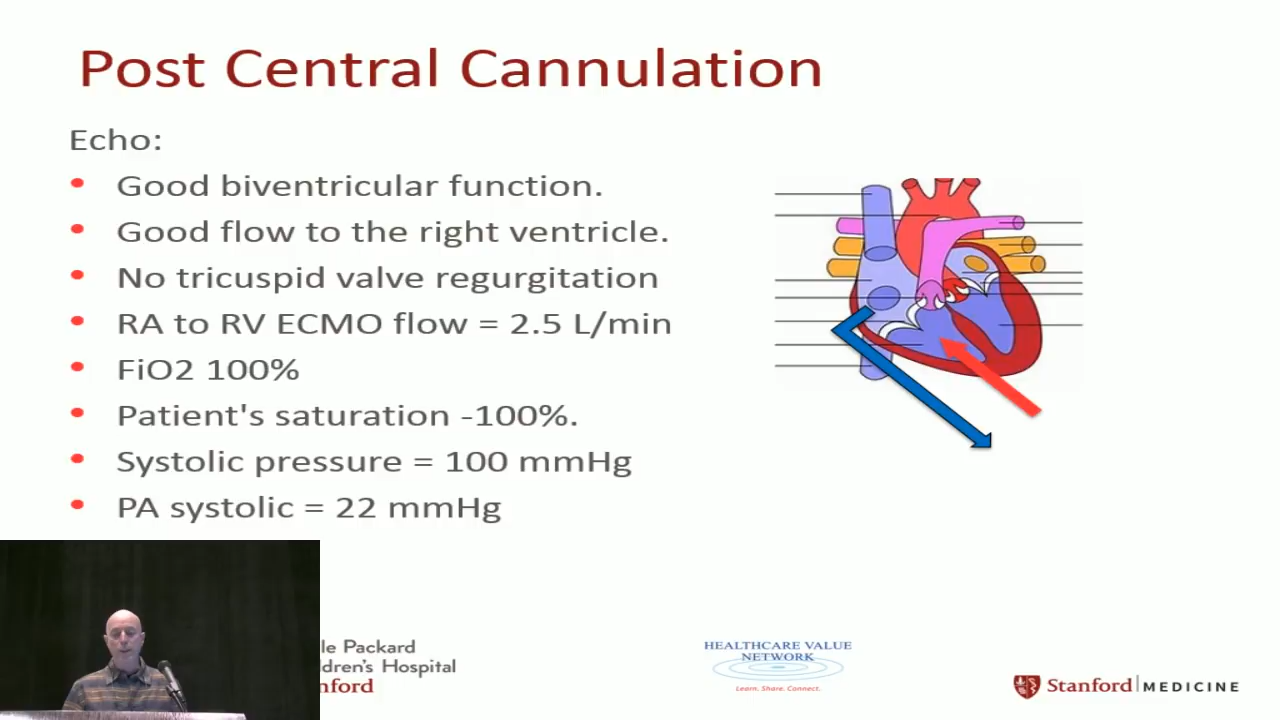 Post Central Cannulation
Echo:
• Good biventricular function.
• Good flow to the right ventricle.
• No tricuspid valve regurgitation
• RA to RV ECMO flow = 2.5 L/min
• FiO2 100%
• Patient's saturation -100%.
• Systolic pressure = 100 mmHg
• PA systolic = 22 mmHg
le Packard
ldren's Hospital
nford
HEALTHCARE VALUE
NETWORK
Learn. Share. Connect.
Stanford MEDICINE